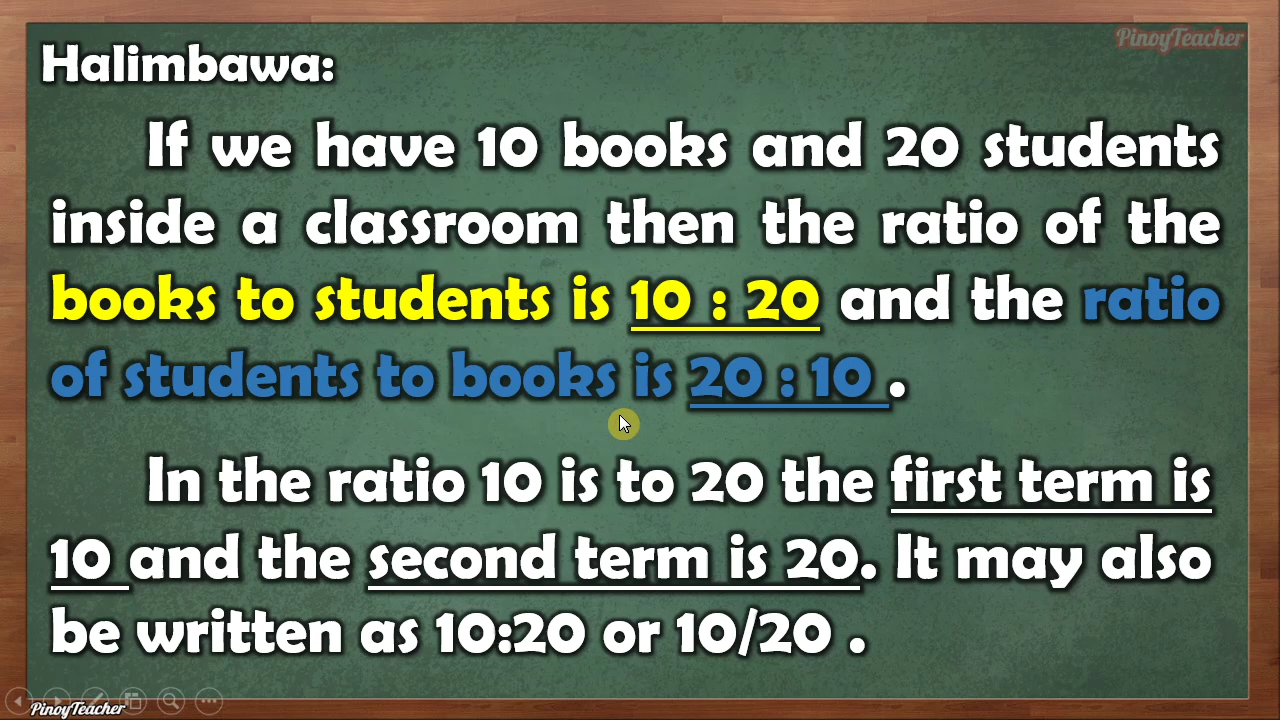 PinoyTeacher
Halimbawa:
If we have 10 books and 20 students
inside a classroom then the ratio of the
books to students is 10 : 20 and the ratio
of students to books is 20 : 10 .
In the ratio 10 is to 20 the first term is
10 and the second term is 20. It may also
be written as 10:20 or 10/20 .
PinoyTeacher